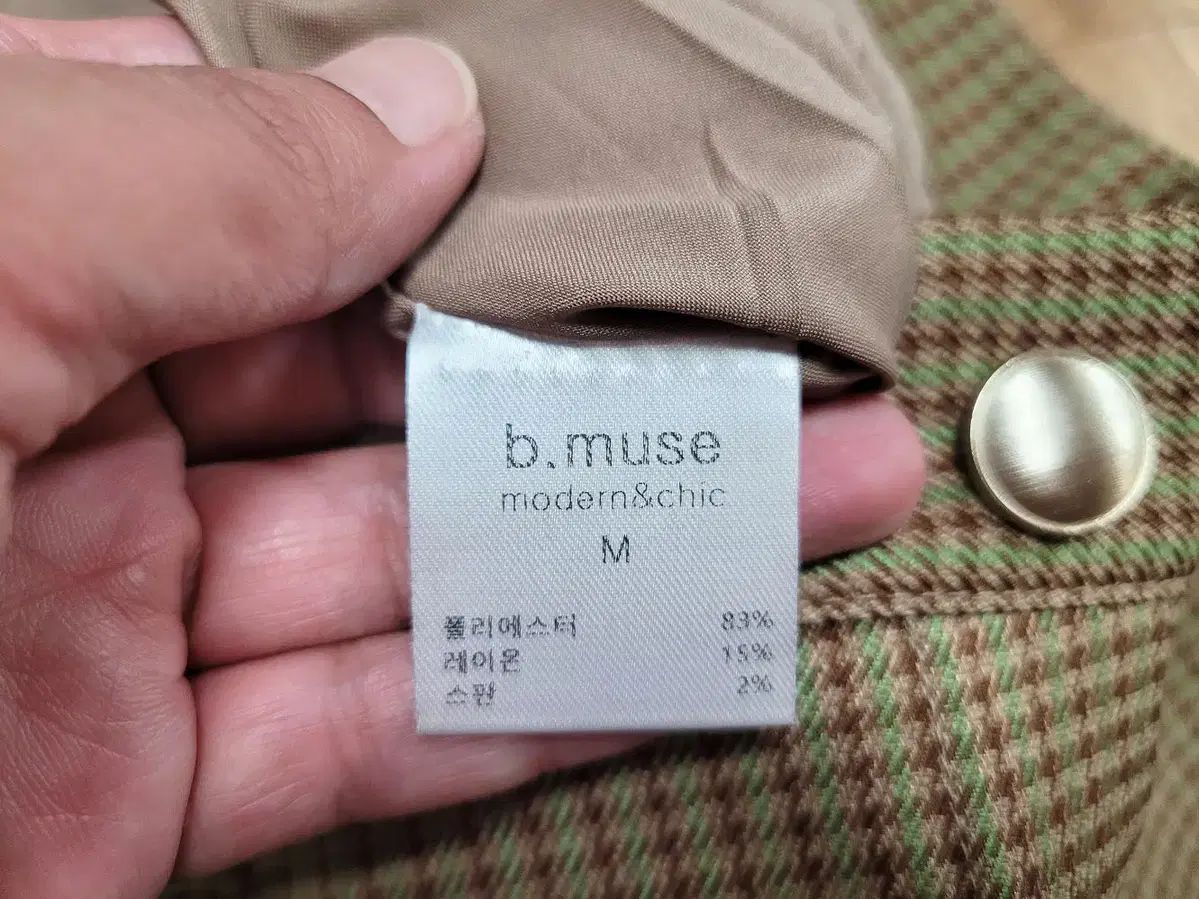 b.muse
modern&chic
M
폴리에스터 83%
레이온 15%
스판 2%